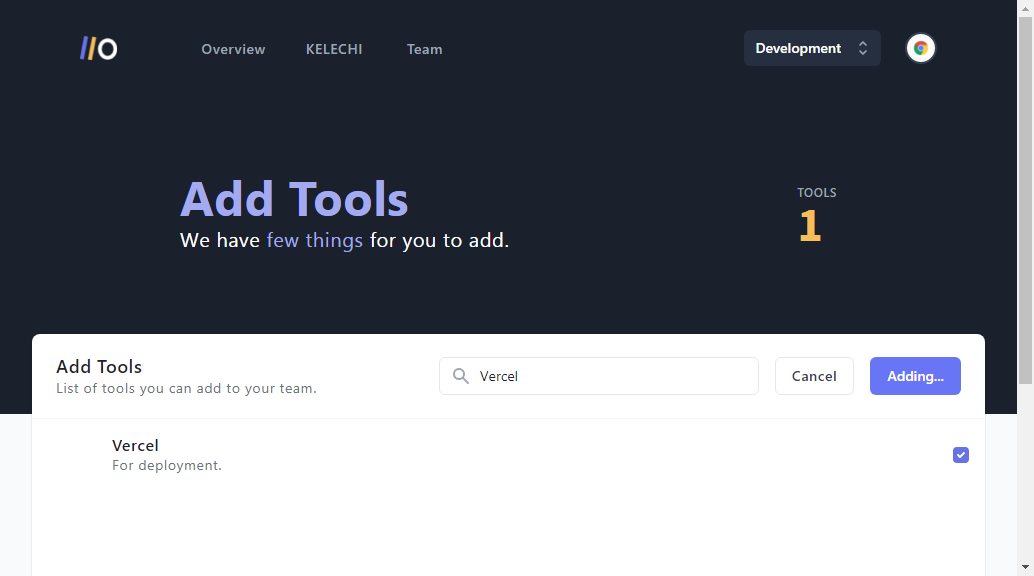 Overview KELECHI Team Development
Add Tools
We have few things for you to add.
TOOLS
1
Add Tools
List of tools you can add to your team.
Vercel
Cancel
Adding...
Vercel
For deployment.